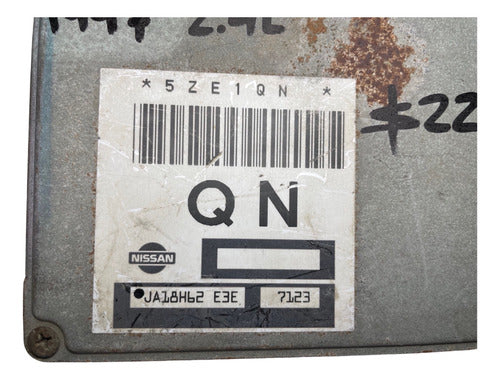 2.4L
*5ZE1QN*
$22
QN
NISSAN
JA18H62 E3E 7123